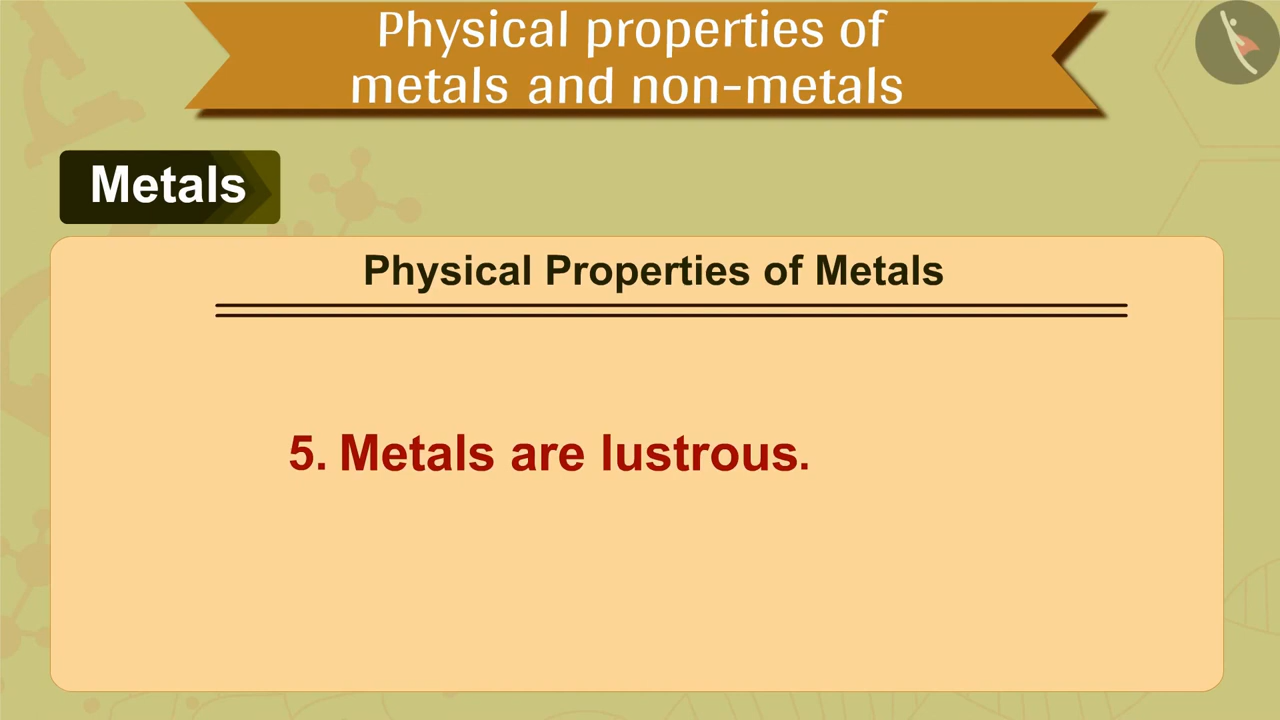 Physical properties of
metals and non-metals
Metals
Physical Properties of Metals
5. Metals are lustrous.